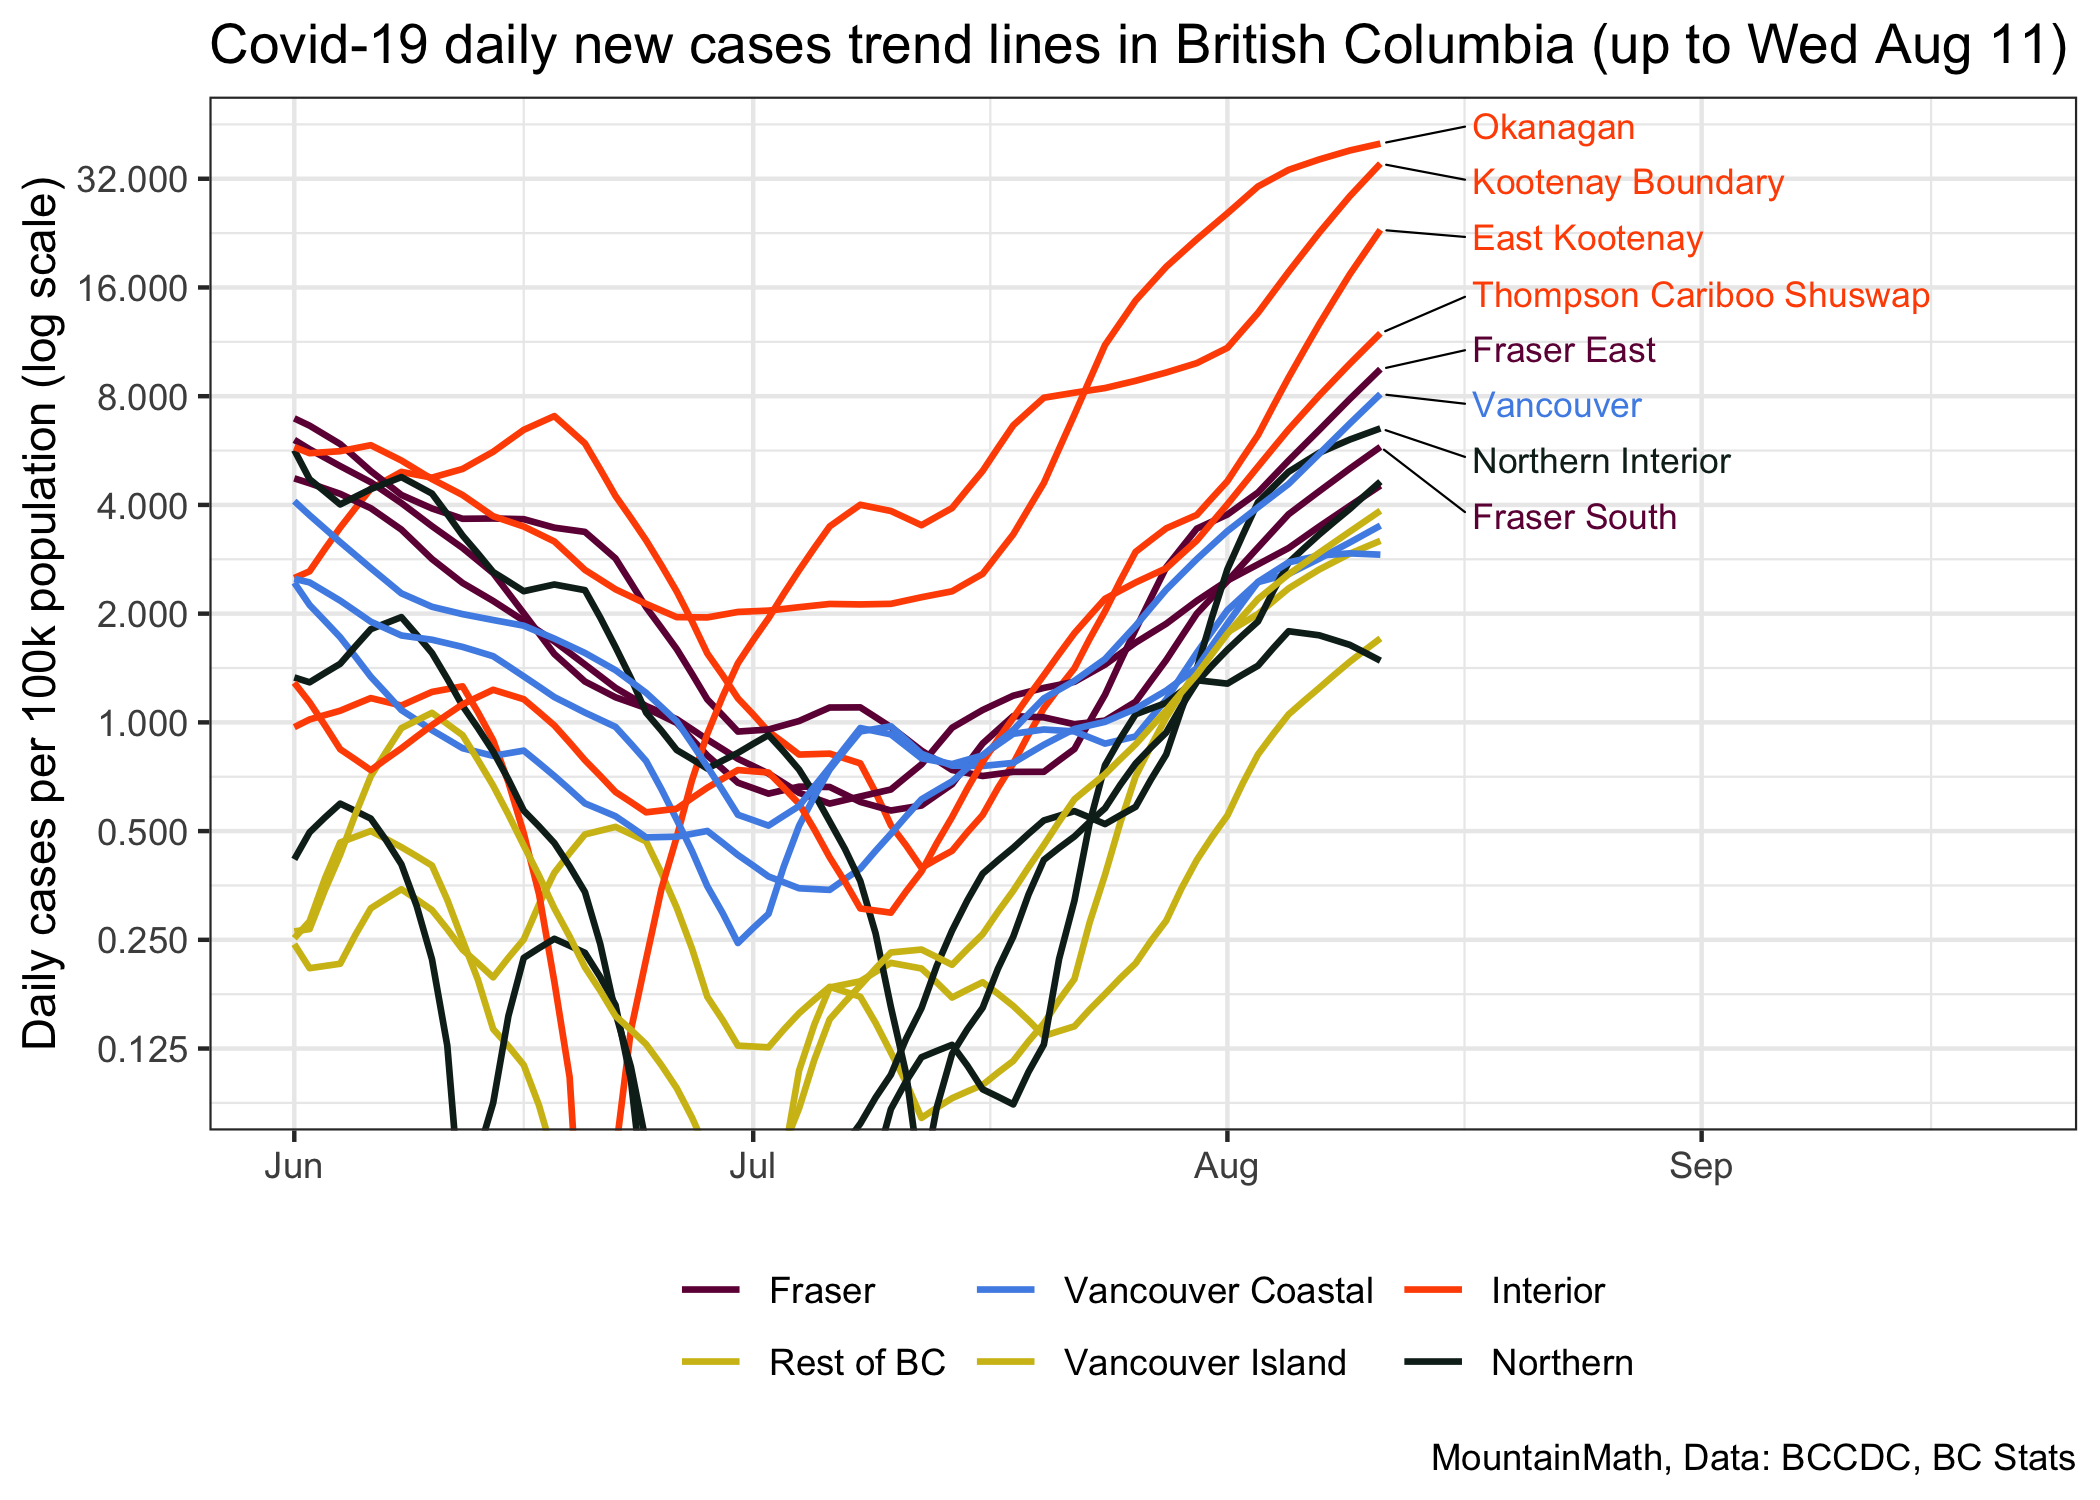 Covid-19 daily new cases trend lines in British Columbia (up to Wed Aug 11)
Daily cases per 100k population (log scale)
32.000
16.000
8.000
4.000
2.000
1.000
0.500
0.250
0.125
Okanagan
Kootenay Boundary
East Kootenay
Thompson Cariboo Shuswap
Fraser East
Vancouver
Northern Interior
Fraser South
Jun Jul Aug Sep
Fraser Vancouver Coastal Interior
Rest of BC Vancouver Island Northern
MountainMath, Data: BCCDC, BC Stats